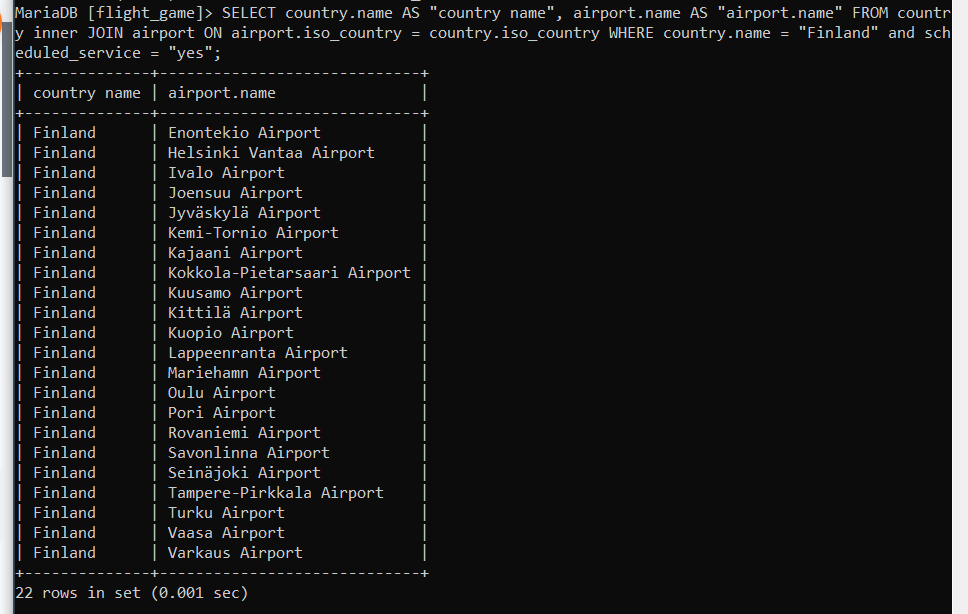 MariaDB [flight_game]> SELECT country.name AS "country name", airport.name AS "airport.name" FROM countr
y inner JOIN airport ON airport.iso_country = country.iso_country WHERE country.name = "Finland" and sch
eduled_service = "yes";
+--------------+-----------------------------+
| country name | airport.name                |
+--------------+-----------------------------+
| Finland      | Enontekio Airport           |
| Finland      | Helsinki Vantaa Airport     |
| Finland      | Ivalo Airport               |
| Finland      | Joensuu Airport             |
| Finland      | Jyväskylä Airport           |
| Finland      | Kemi-Tornio Airport         |
| Finland      | Kajaani Airport             |
| Finland      | Kokkola-Pietarsaari Airport |
| Finland      | Kuusamo Airport             |
| Finland      | Kittilä Airport             |
| Finland      | Kuopio Airport              |
| Finland      | Lappeenranta Airport        |
| Finland      | Mariehamn Airport           |
| Finland      | Oulu Airport                |
| Finland      | Pori Airport                |
| Finland      | Rovaniemi Airport           |
| Finland      | Savonlinna Airport          |
| Finland      | Seinäjoki Airport           |
| Finland      | Tampere-Pirkkala Airport    |
| Finland      | Turku Airport               |
| Finland      | Vaasa Airport               |
| Finland      | Varkaus Airport             |
+--------------+-----------------------------+
22 rows in set (0.001 sec)